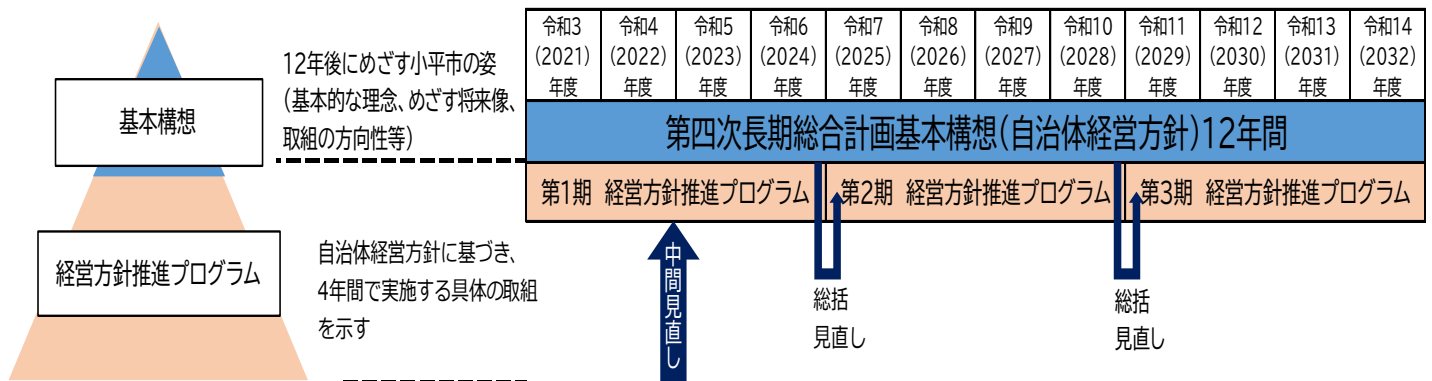 基本構想
12年後にめざす小平市の姿
(基本的な理念、めざす将来像、
取組の方向性等)
経営方針推進プログラム
自治体経営方針に基づき、
4年間で実施する具体の取組
を示す
令和3
(2021)
年度
令和4
(2022)
年度
令和5
(2023)
年度
令和6
(2024)
年度
令和7
(2025)
年度
令和8
(2026)
年度
令和9
(2027)
年度
令和10
(2028)
年度
令和11
(2029)
年度
令和12
(2030)
年度
令和13
(2031)
年度
令和14
(2032)
年度
第四次長期総合計画基本構想(自治体経営方針)12年間
第1期 経営方針推進プログラム
第2期 経営方針推進プログラム
第3期 経営方針推進プログラム
中間見直し
総括
見直し
総括
見直し